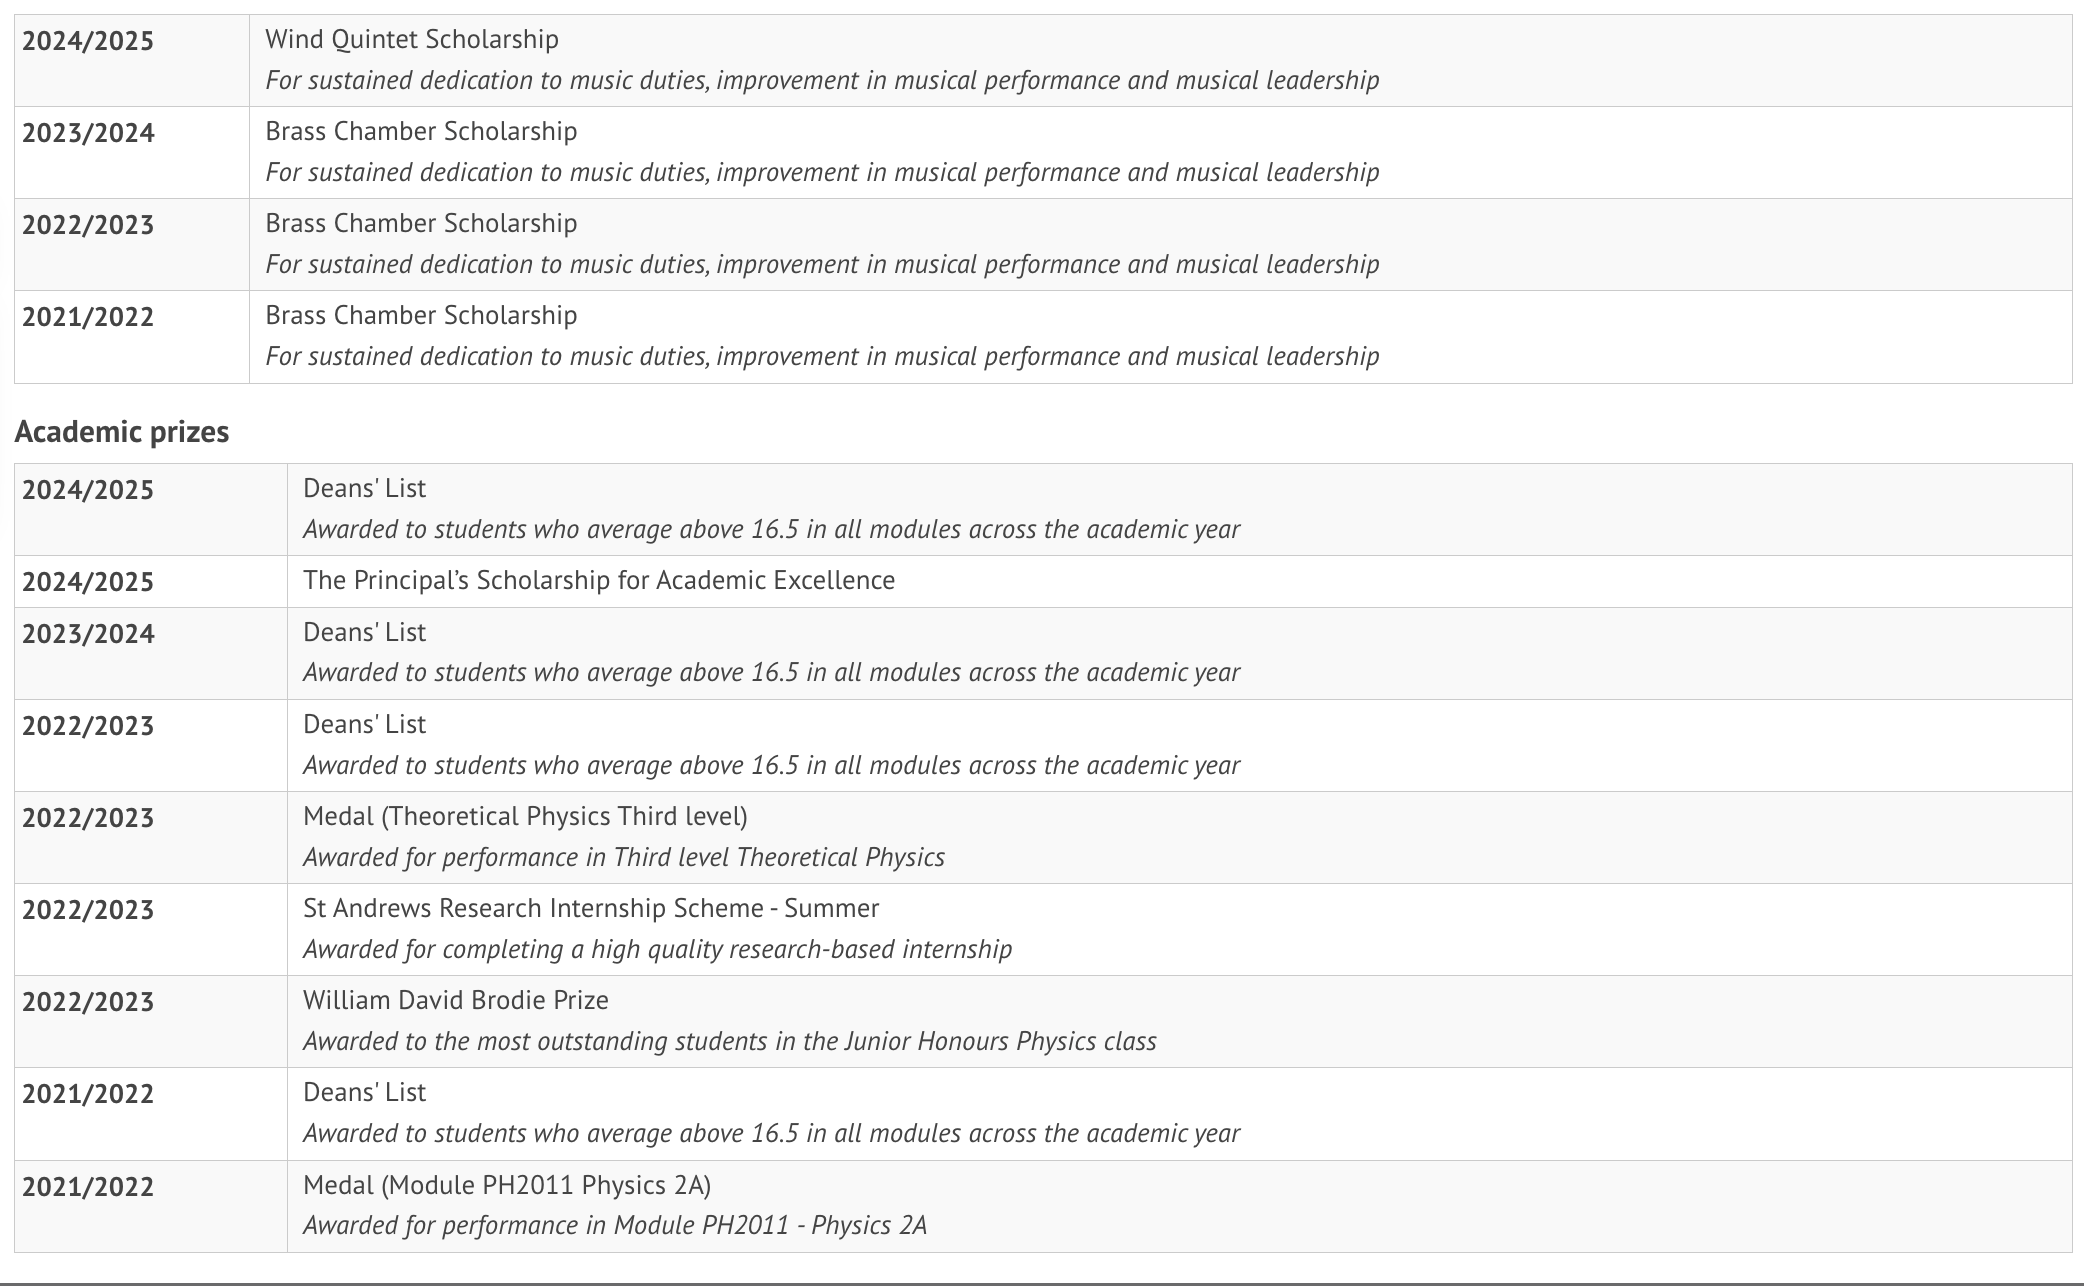 2024/2025 Wind Quintet Scholarship
For sustained dedication to music duties, improvement in musical performance and musical leadership
2023/2024 Brass Chamber Scholarship
For sustained dedication to music duties, improvement in musical performance and musical leadership
2022/2023 Brass Chamber Scholarship
For sustained dedication to music duties, improvement in musical performance and musical leadership
2021/2022 Brass Chamber Scholarship
For sustained dedication to music duties, improvement in musical performance and musical leadership
Academic prizes
2024/2025 Deans' List
Awarded to students who average above 16.5 in all modules across the academic year
2024/2025 The Principal’s Scholarship for Academic Excellence
2023/2024 Deans' List
Awarded to students who average above 16.5 in all modules across the academic year
2022/2023 Deans' List
Awarded to students who average above 16.5 in all modules across the academic year
2022/2023 Medal (Theoretical Physics Third level)
Awarded for performance in Third level Theoretical Physics
2022/2023 St Andrews Research Internship Scheme - Summer
Awarded for completing a high quality research-based internship
2022/2023 William David Brodie Prize
Awarded to the most outstanding students in the Junior Honours Physics class
2021/2022 Deans' List
Awarded to students who average above 16.5 in all modules across the academic year
2021/2022 Medal (Module PH2011 Physics 2A)
Awarded for performance in Module PH2011 - Physics 2A